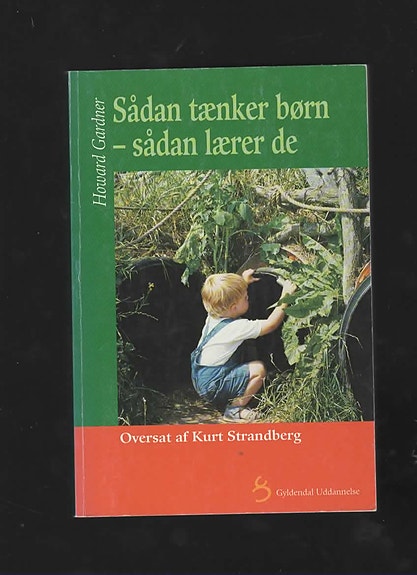 Howard Gardner
Sådan tænker børn
– sådan lærer de
Oversat af Kurt Strandberg
Gyldendal Uddannelse